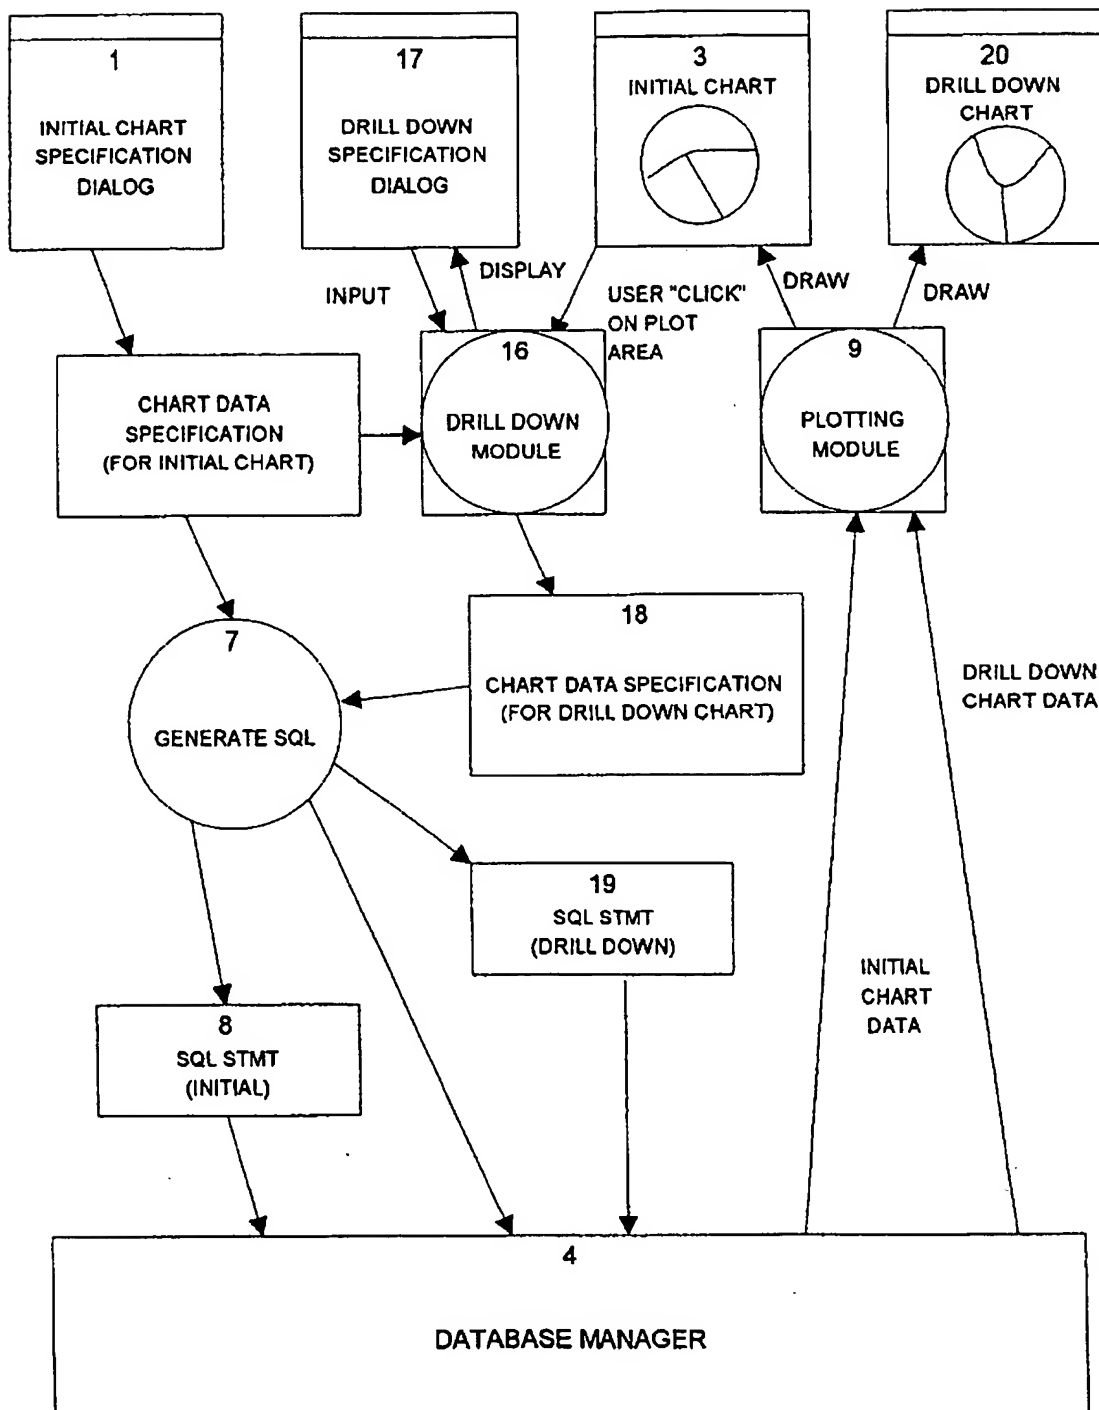 1
INITIAL CHART
SPECIFICATION
DIALOG
17
DRILL DOWN
SPECIFICATION
DIALOG
3
INITIAL CHART
20
DRILL DOWN
CHART
INPUT
DISPLAY
USER "CLICK"
ON PLOT
AREA
DRAW
DRAW
CHART DATA
SPECIFICATION
(FOR INITIAL CHART)
16
DRILL DOWN
MODULE
9
PLOTTING
MODULE
7
GENERATE SQL
18
CHART DATA SPECIFICATION
(FOR DRILL DOWN CHART)
DRILL DOWN
CHART DATA
19
SQL STMT
(DRILL DOWN)
INITIAL
CHART
DATA
8
SQL STMT
(INITIAL)
4
DATABASE MANAGER